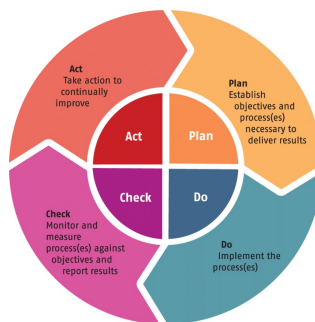 Act
Take action to
continually
improve
Plan
Establish
objectives and
process(es)
necessary to
deliver results
Act
Plan
Check
Do
Check
Monitor and
measure
process(es) against
objectives and
report results
Do
Implement the
process(es)